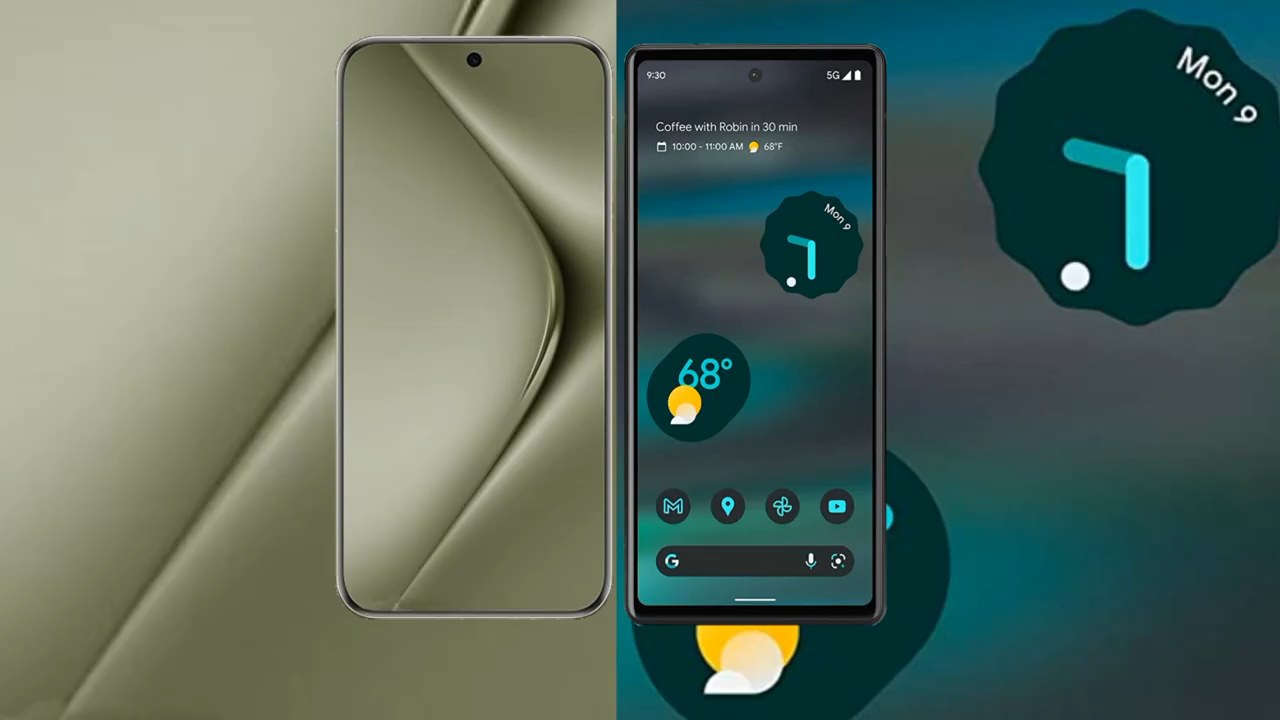 9:30
5G
Coffee with Robin in 30 min
10:00 - 11:00 AM
68°F
Mon 9
68°
G
Mon 9